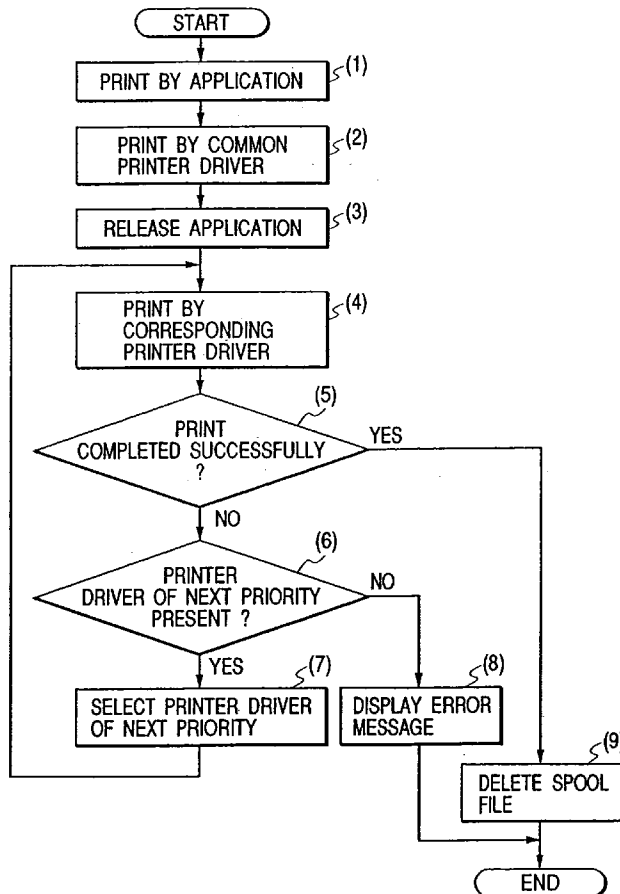 START
PRINT BY APPLICATION
(1)
PRINT BY COMMON
PRINTER DRIVER
(2)
RELEASE APPLICATION
(3)
PRINT BY
CORRESPONDING
PRINTER DRIVER
(4)
PRINT
COMPLETED SUCCESSFULLY
?
(5)
YES
NO
PRINTER
DRIVER OF NEXT PRIORITY
PRESENT ?
(6)
NO
YES
SELECT PRINTER DRIVER
OF NEXT PRIORITY
(7)
DISPLAY ERROR
MESSAGE
(8)
DELETE SPOOL
FILE
(9)
END